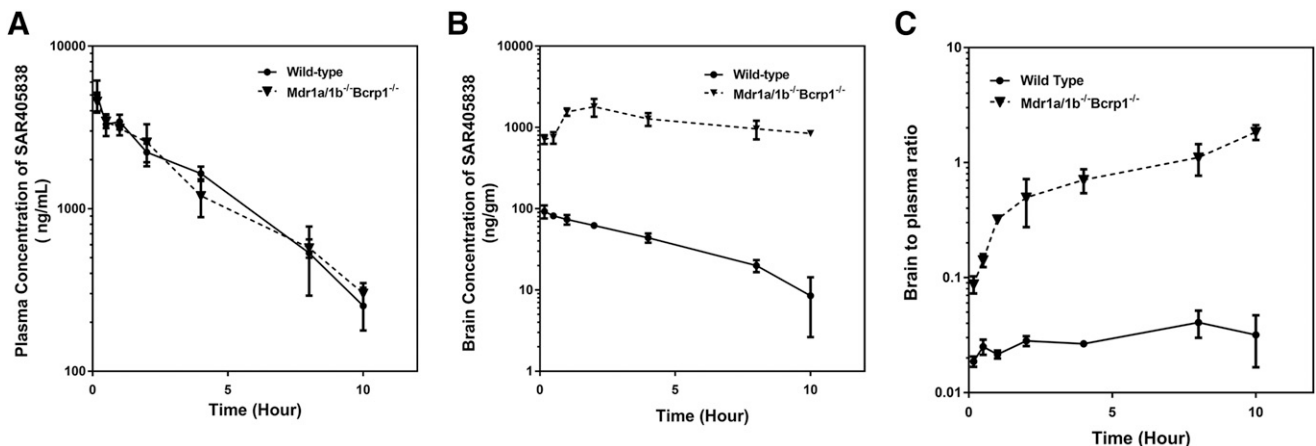 A
Plasma Concentration of SAR405838
( ng/mL)
10000
1000
100
Wild-type
Mdr1a/1b-/-Bcrp1-/-
0
5
10
Time (Hour)
B
Brain Concentration of SAR405838
(ng/gm)
10000
1000
100
10
1
Wild-type
Mdr1a/1b-/-Bcrp1-/-
0
5
10
Time (Hour)
C
Brain to plasma ratio
10
1
0.1
0.01
Wild Type
Mdr1a/1b-/-Bcrp1-/-
0
5
10
Time (Hour)